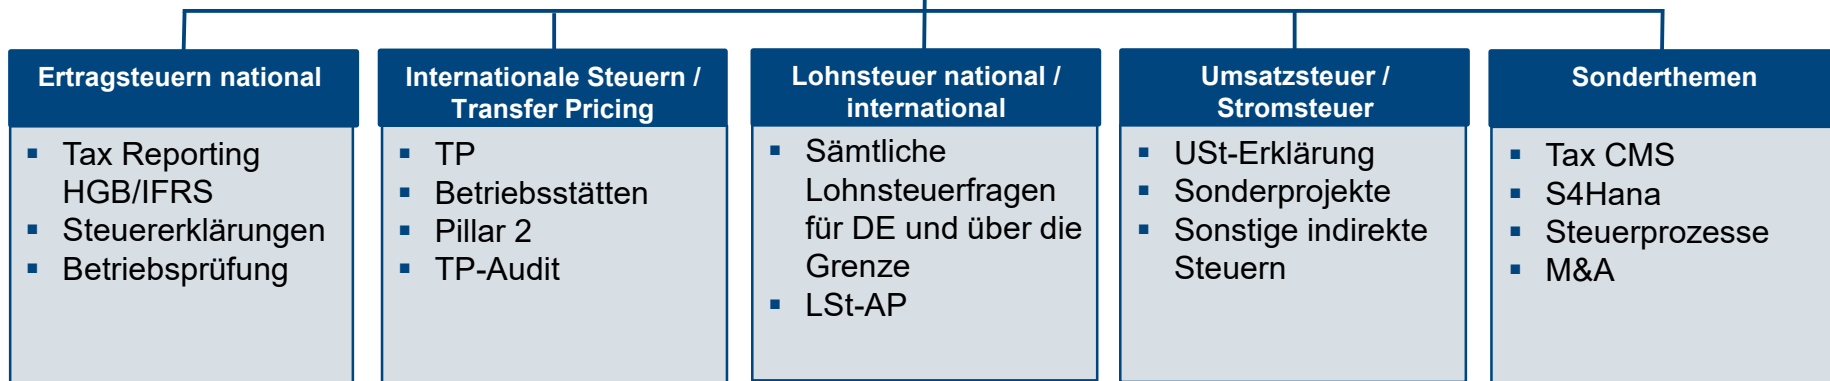 Ertragsteuern national
Tax Reporting
HGB/IFRS
Steuererklärungen
Betriebsprüfung
Internationale Steuern /
Transfer Pricing
TP
Betriebsstätten
Pillar 2
TP-Audit
Lohnsteuer national /
international
Sämtliche
Lohnsteuerfragen
für DE und über die
Grenze
LSt-AP
Umsatzsteuer /
Stromsteuer
USt-Erklärung
Sonderprojekte
Sonstige indirekte
Steuern
Sonderthemen
Tax CMS
S4Hana
Steuerprozesse
M&A